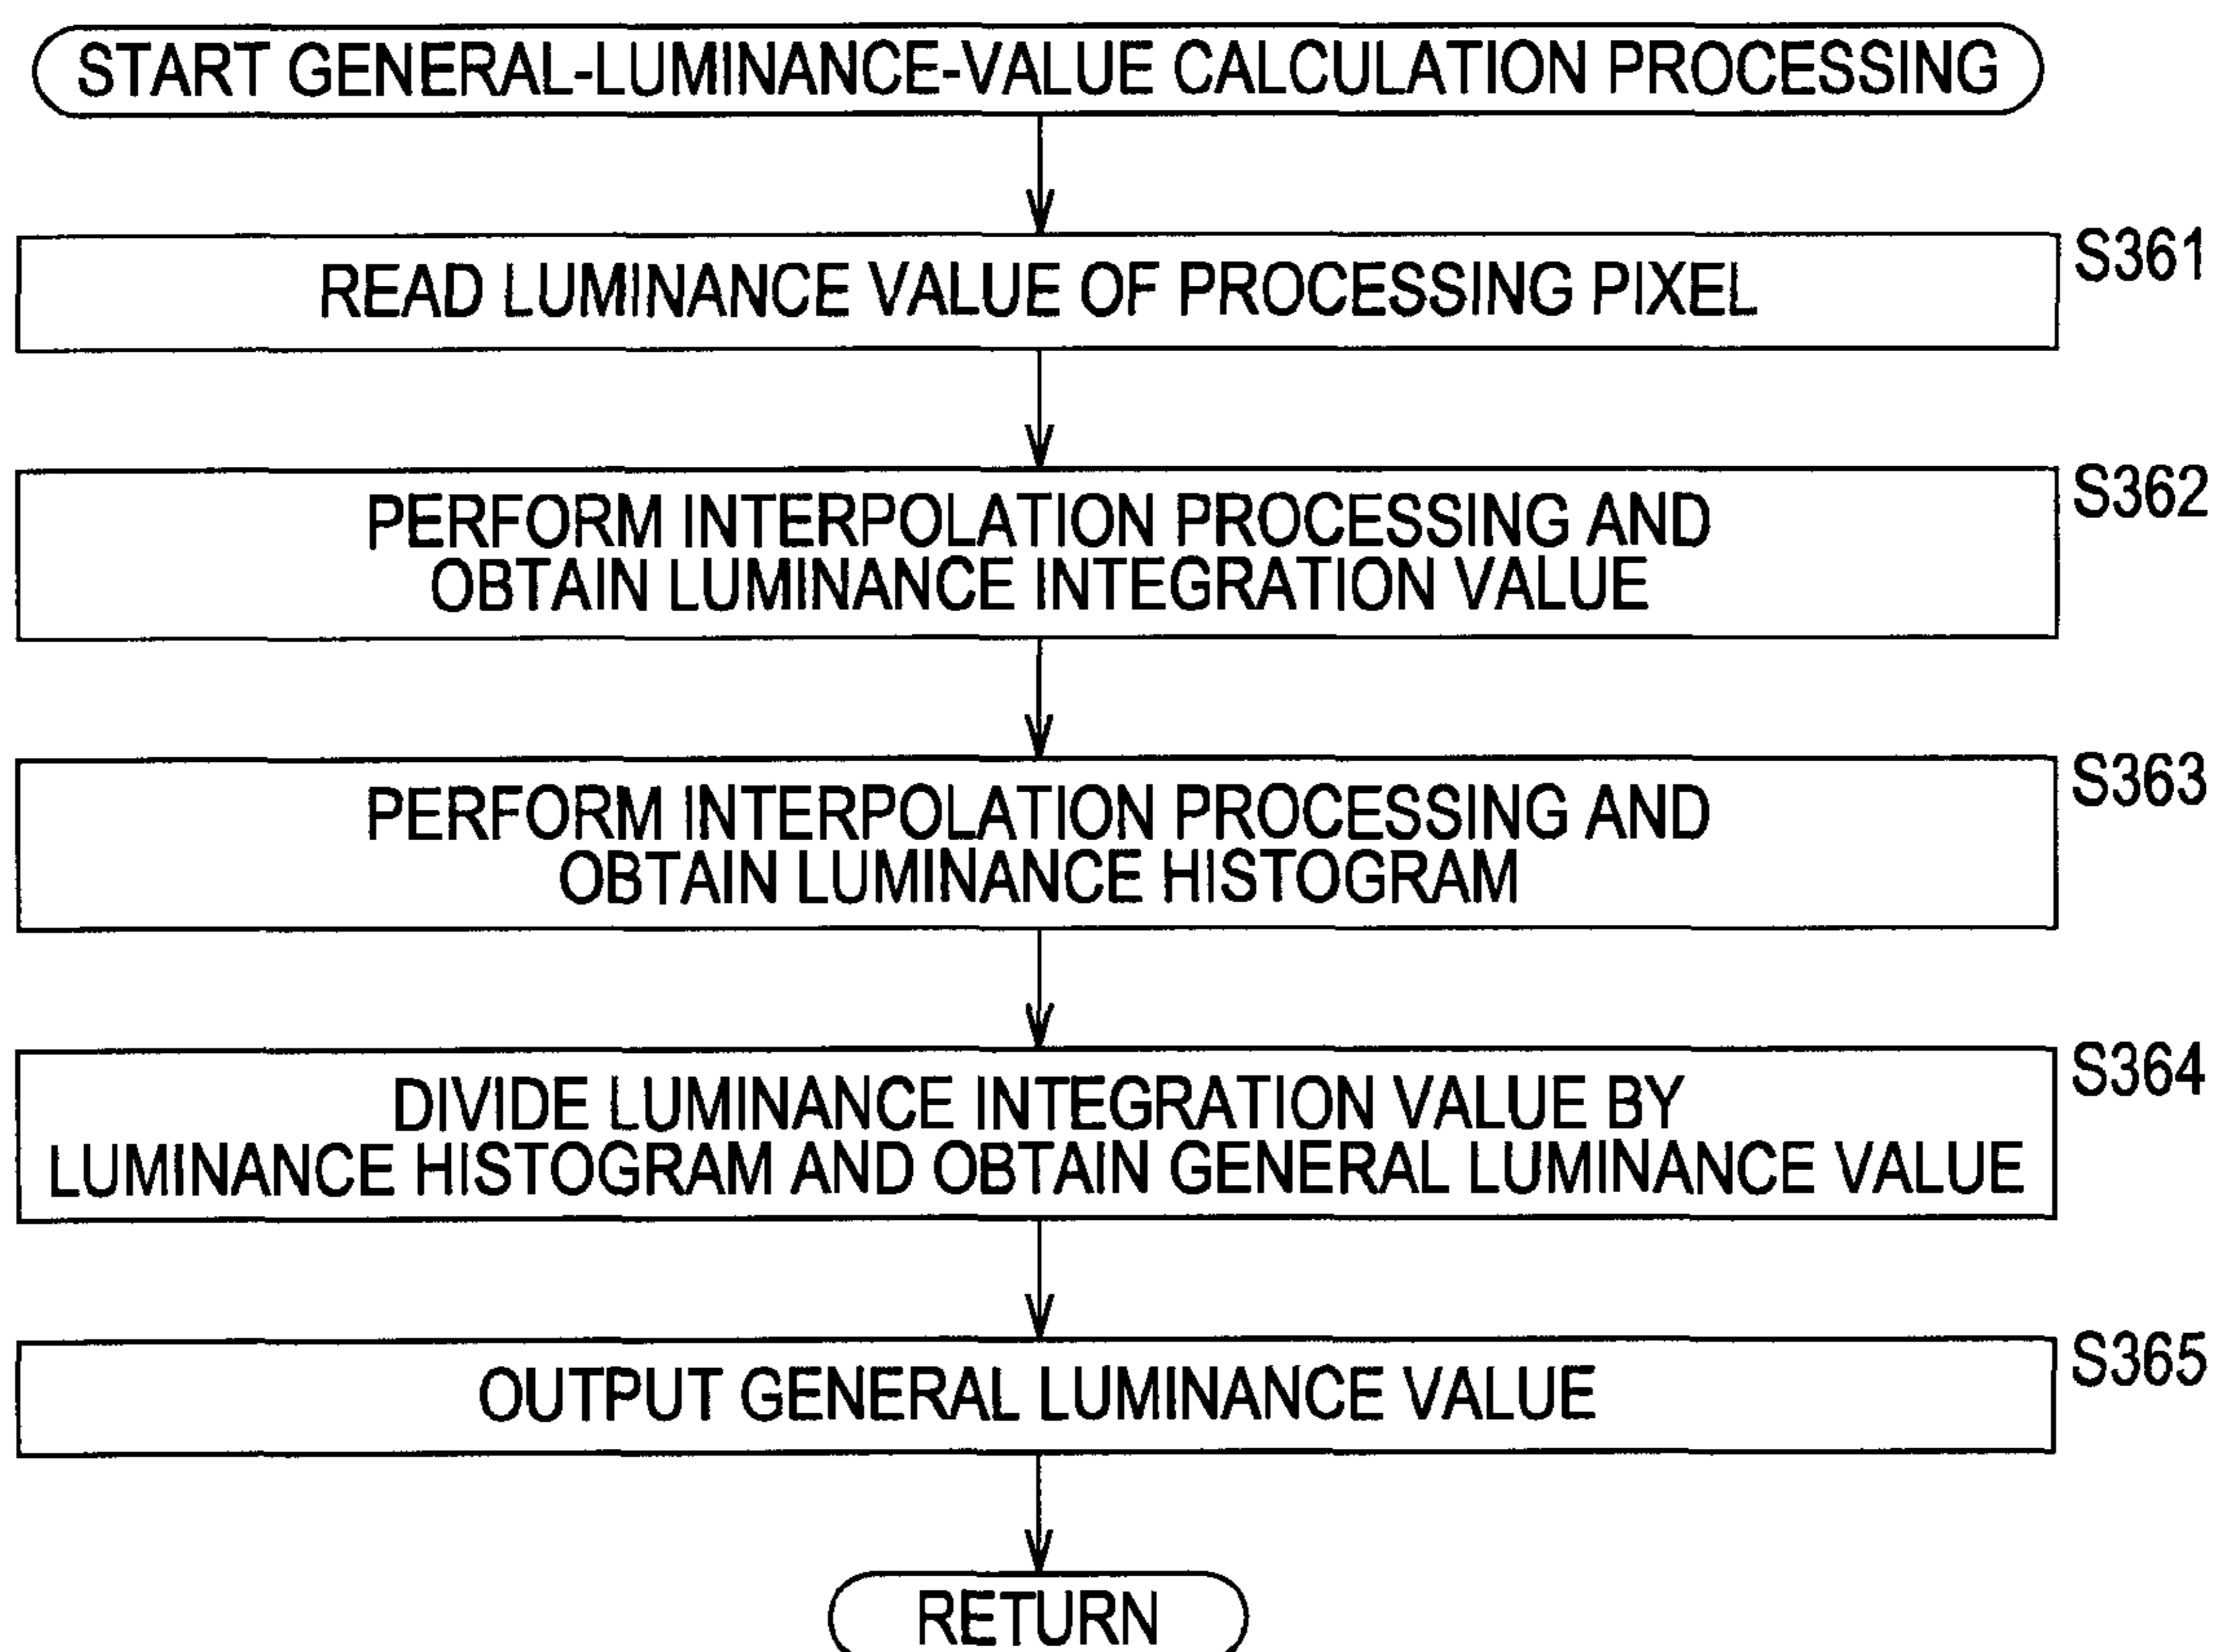 START GENERAL-LUMINANCE-VALUE CALCULATION PROCESSING
S361
READ LUMINANCE VALUE OF PROCESSING PIXEL
S362
PERFORM INTERPOLATION PROCESSING AND
OBTAIN LUMINANCE INTEGRATION VALUE
S363
PERFORM INTERPOLATION PROCESSING AND
OBTAIN LUMINANCE HISTOGRAM
S364
DIVIDE LUMINANCE INTEGRATION VALUE BY
LUMINANCE HISTOGRAM AND OBTAIN GENERAL LUMINANCE VALUE
S365
OUTPUT GENERAL LUMINANCE VALUE
RETURN